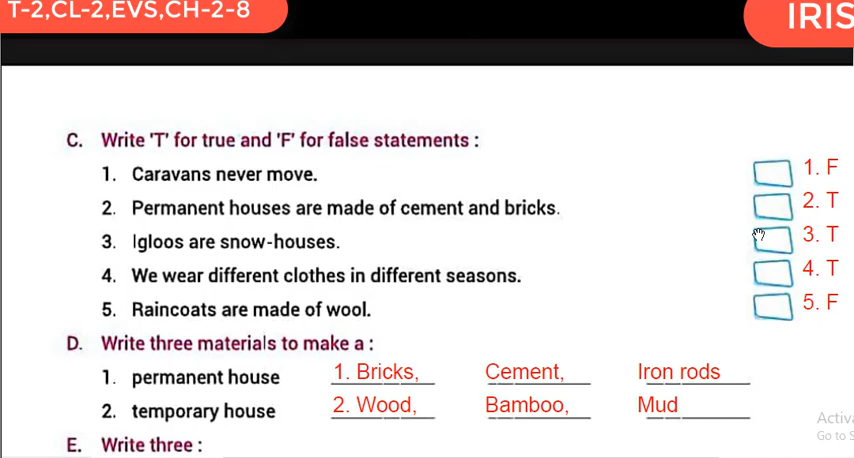 T-2,CL-2,EVS,CH-2-8
IRIS
C. Write 'T' for true and 'F' for false statements :
1. Caravans never move. 1. F
2. Permanent houses are made of cement and bricks. 2. T
3. Igloos are snow-houses. 3. T
4. We wear different clothes in different seasons. 4. T
5. Raincoats are made of wool. 5. F
D. Write three materials to make a :
1. permanent house 1. Bricks, Cement, Iron rods
2. temporary house 2. Wood, Bamboo, Mud
Go to S
E. Write three :